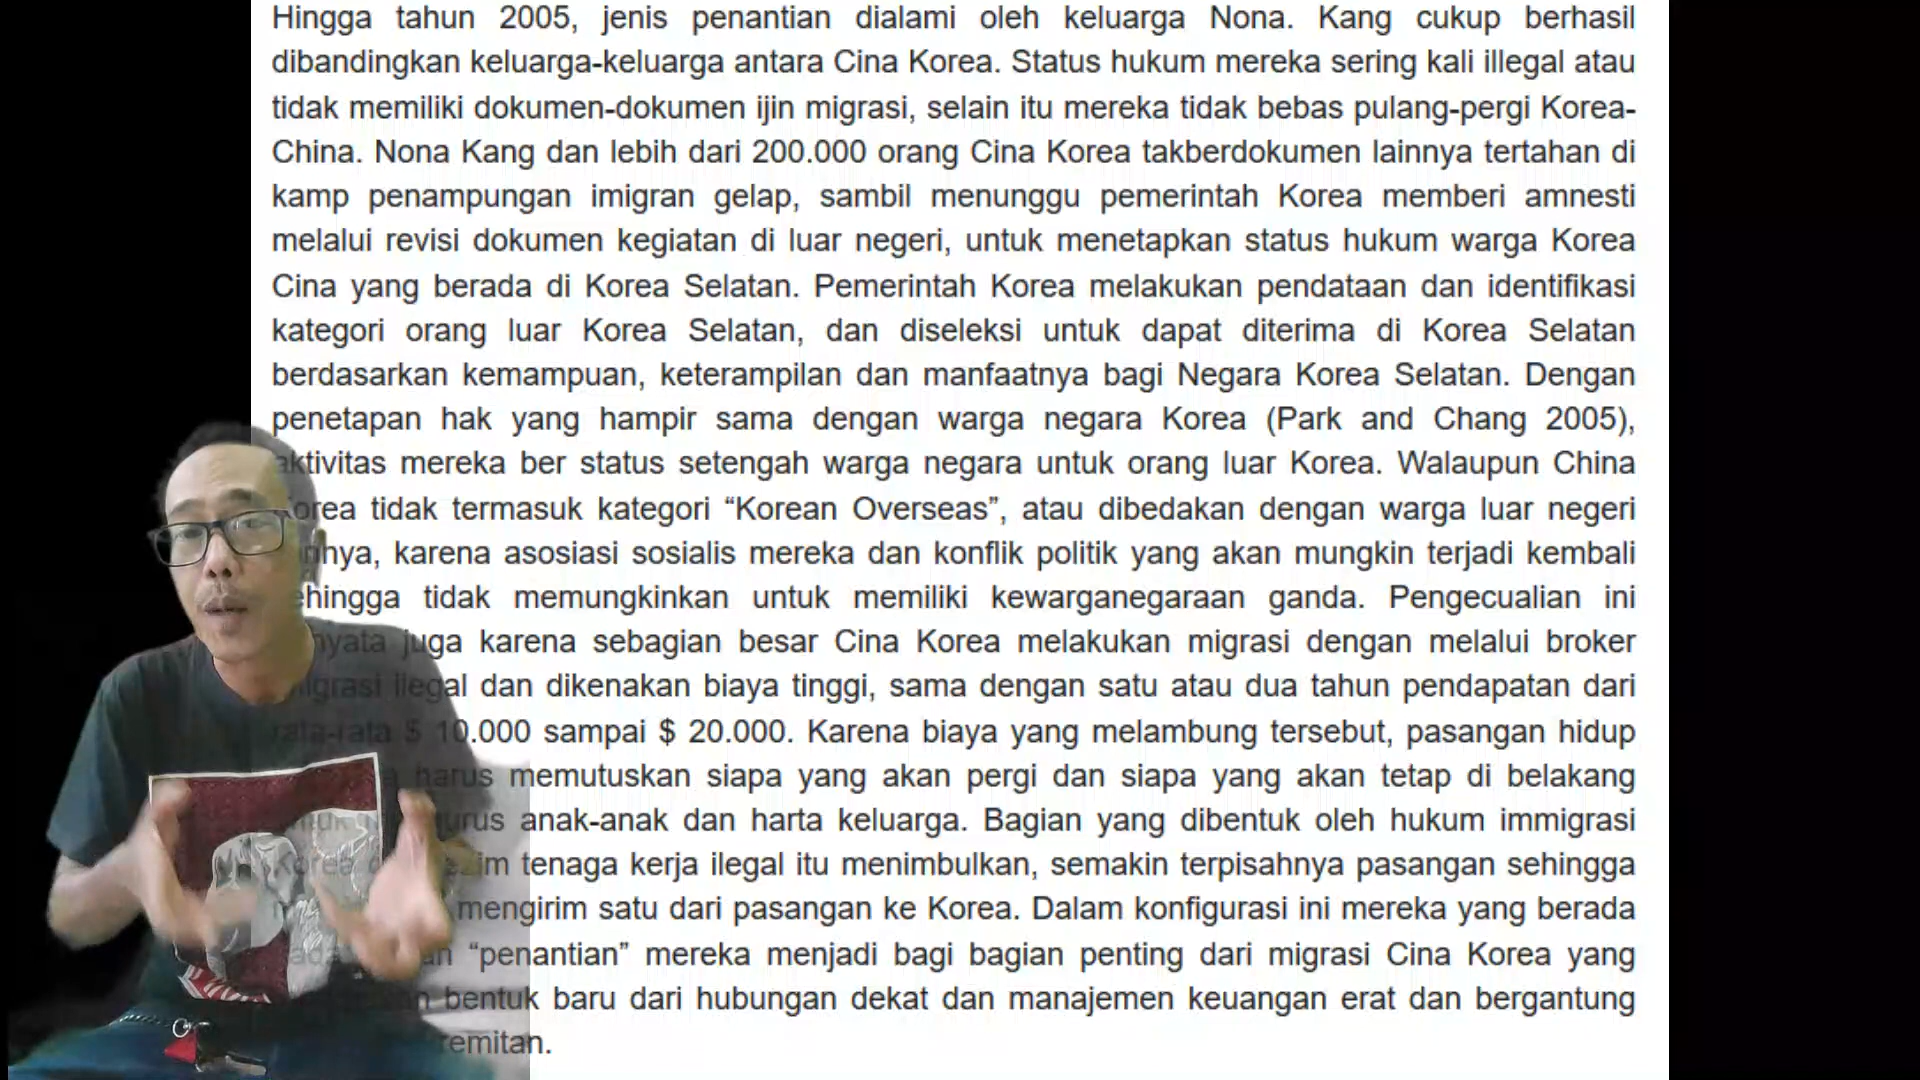 Hingga tahun 2005, jenis penantian dialami oleh keluarga Nona. Kang cukup berhasil
dibandingkan keluarga-keluarga antara Cina Korea. Status hukum mereka sering kali illegal atau
tidak memiliki dokumen-dokumen ijin migrasi, selain itu mereka tidak bebas pulang-pergi Korea-
China. Nona Kang dan lebih dari 200.000 orang Cina Korea takberdokumen lainnya tertahan di
kamp penampungan imigran gelap, sambil menunggu pemerintah Korea memberi amnesti
melalui revisi dokumen kegiatan di luar negeri, untuk menetapkan status hukum warga Korea
Cina yang berada di Korea Selatan. Pemerintah Korea melakukan pendataan dan identifikasi
kategori orang luar Korea Selatan, dan diseleksi untuk dapat diterima di Korea Selatan
berdasarkan kemampuan, keterampilan dan manfaatnya bagi Negara Korea Selatan. Dengan
penetapan hak yang hampir sama dengan warga negara Korea (Park and Chang 2005),
aktivitas mereka ber status setengah warga negara untuk orang luar Korea. Walaupun China
Korea tidak termasuk kategori “Korean Overseas”, atau dibedakan dengan warga luar negeri
karena asosiasi sosialis mereka dan konflik politik yang akan mungkin terjadi kembali
sehingga tidak memungkinkan untuk memiliki kewarganegaraan ganda. Pengecualian ini
juga karena sebagian besar Cina Korea melakukan migrasi dengan melalui broker
migrasi ilegal dan dikenakan biaya tinggi, sama dengan satu atau dua tahun pendapatan dari
rata-rata $ 10.000 sampai $ 20.000. Karena biaya yang melambung tersebut, pasangan hidup
harus memutuskan siapa yang akan pergi dan siapa yang akan tetap di belakang
anak-anak dan harta keluarga. Bagian yang dibentuk oleh hukum immigrasi
Korea tenaga kerja ilegal itu menimbulkan, semakin terpisahnya pasangan sehingga
mengirim satu dari pasangan ke Korea. Dalam konfigurasi ini mereka yang berada
“penantian” mereka menjadi bagi bagian penting dari migrasi Cina Korea yang
bentuk baru dari hubungan dekat dan manajemen keuangan erat dan bergantung
remitan.